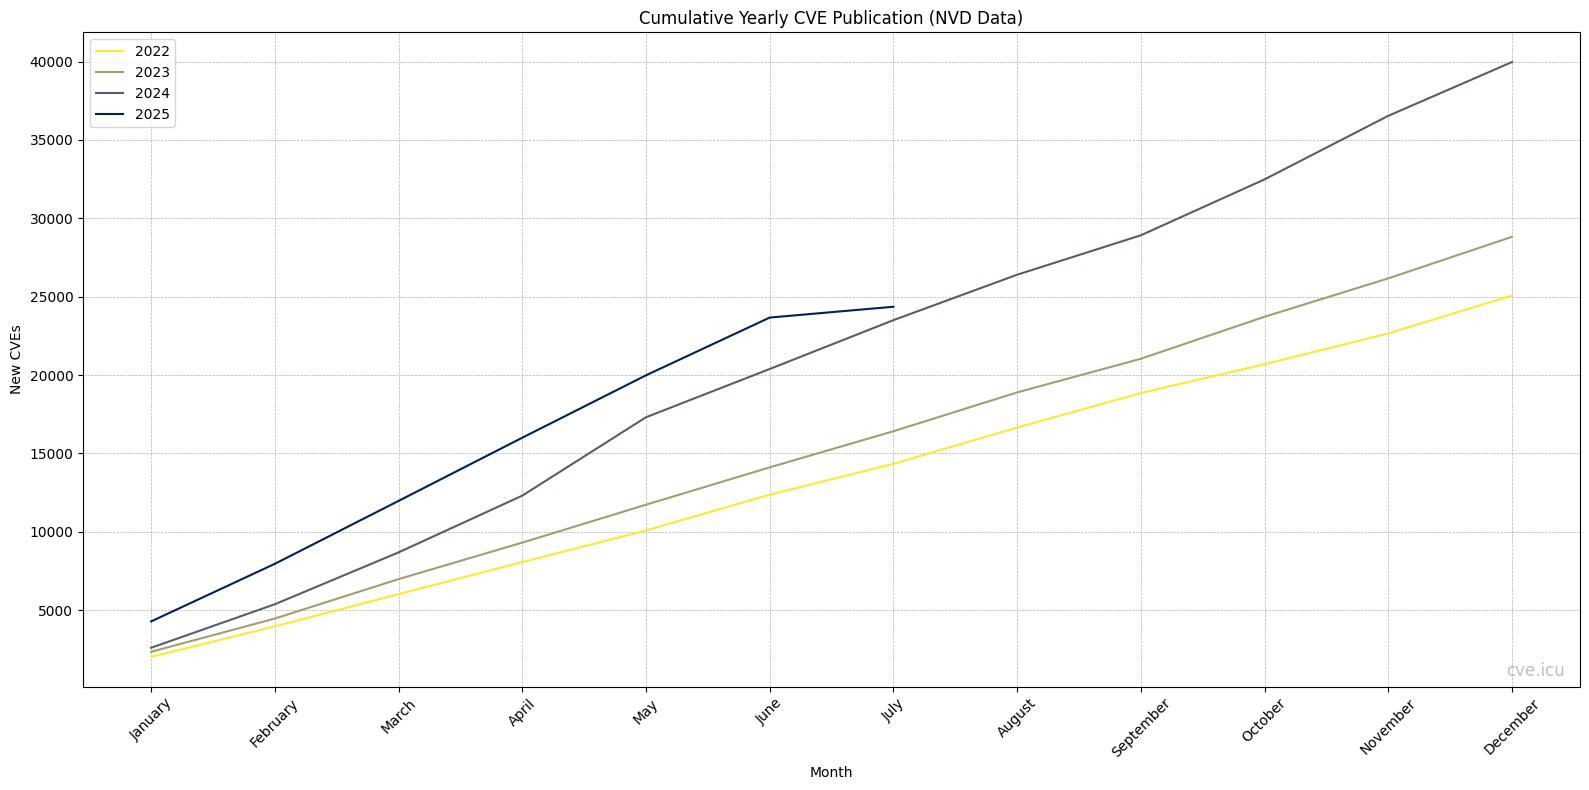 Cumulative Yearly CVE Publication (NVD Data)
2022
2023
2024
2025
New CVEs
40000
35000
30000
25000
20000
15000
10000
5000
cve.icu
January
February
March
April
May
June
July
August
September
October
November
December
Month